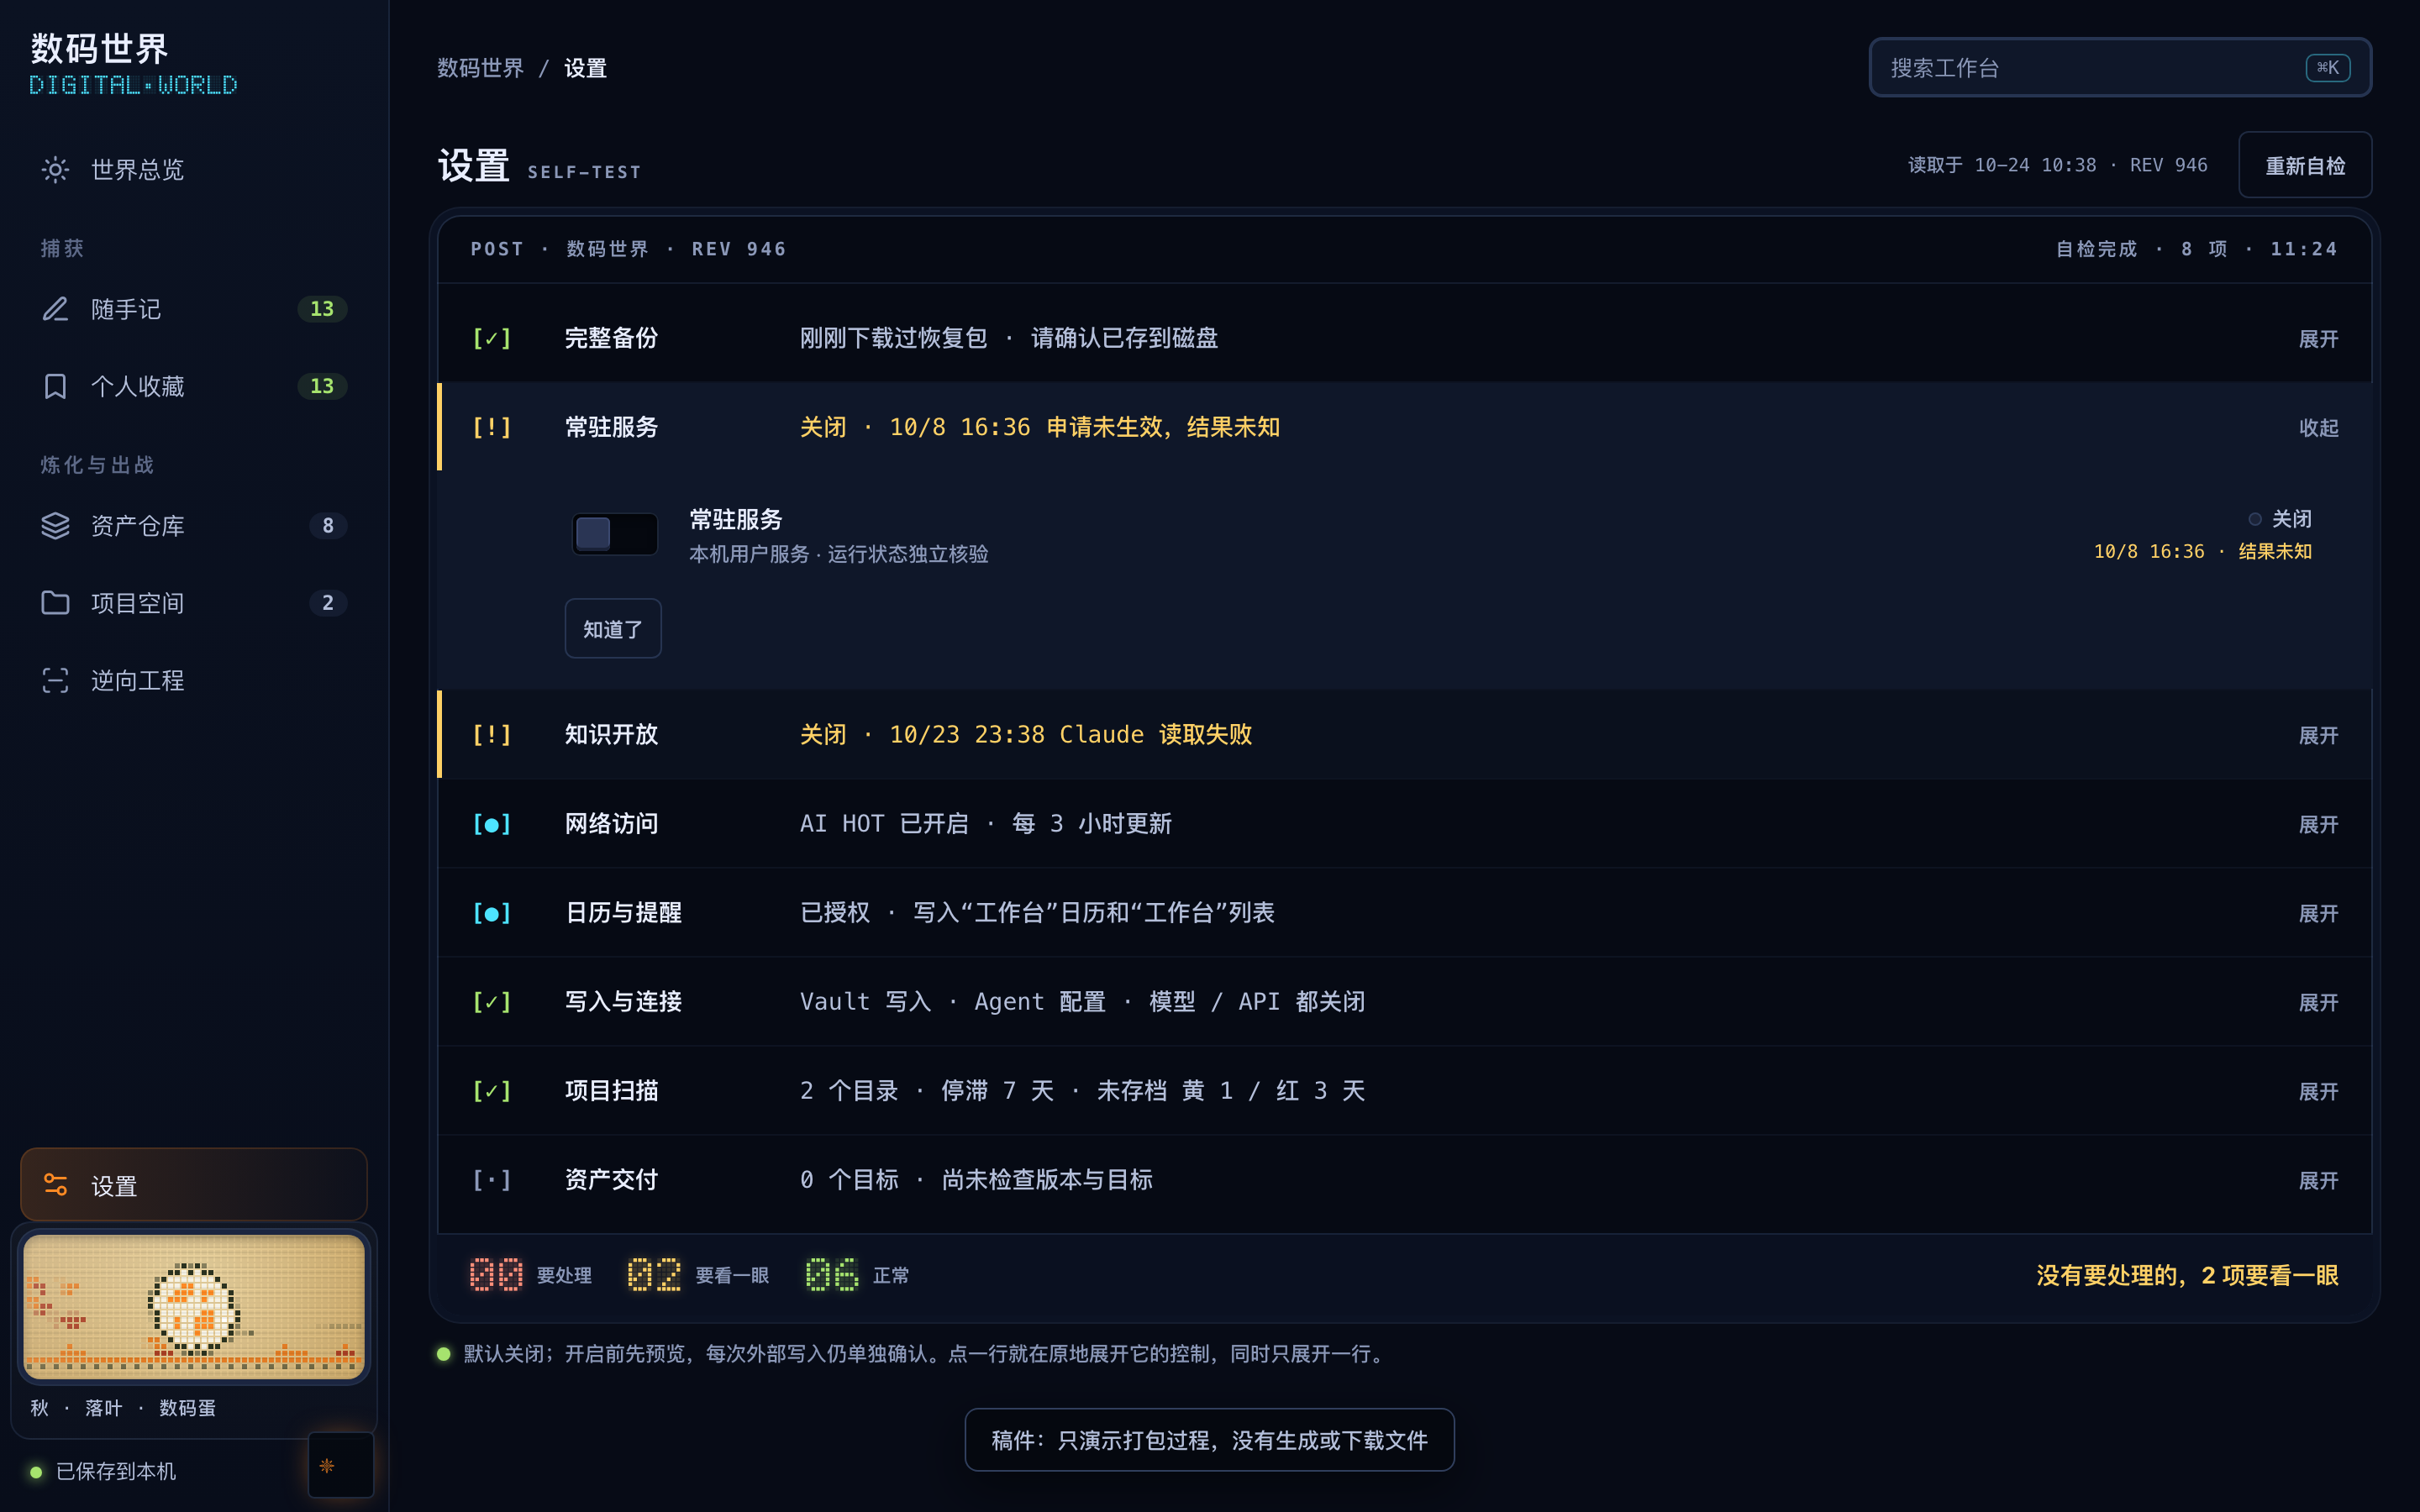 数码世界
DIGITAL·WORLD
世界总览
捕获
随手记 13
个人收藏 13
炼化与出战
资产仓库 8
项目空间 2
逆向工程
设置
秋 · 落叶 · 数码蛋
已保存到本机
数码世界 / 设置
搜索工作台 ⌘K
设置 SELF-TEST
读取于 10-24 10:38 · REV 946
重新自检
POST · 数码世界 · REV 946
自检完成 · 8 项 · 11:24
[✓] 完整备份 刚刚下载过恢复包 · 请确认已存到磁盘 展开
[!] 常驻服务 关闭 · 10/8 16:36 申请未生效，结果未知 收起
常驻服务 关闭
本机用户服务 · 运行状态独立核验 10/8 16:36 · 结果未知
知道了
[!] 知识开放 关闭 · 10/23 23:38 Claude 读取失败 展开
[●] 网络访问 AI HOT 已开启 · 每 3 小时更新 展开
[●] 日历与提醒 已授权 · 写入“工作台”日历和“工作台”列表 展开
[✓] 写入与连接 Vault 写入 · Agent 配置 · 模型 / API 都关闭 展开
[✓] 项目扫描 2 个目录 · 停滞 7 天 · 未存档 黄 1 / 红 3 天 展开
[·] 资产交付 0 个目标 · 尚未检查版本与目标 展开
00 要处理 02 要看一眼 06 正常
没有要处理的，2 项要看一眼
默认关闭；开启前先预览，每次外部写入仍单独确认。点一行就在原地展开它的控制，同时只展开一行。
稿件：只演示打包过程，没有生成或下载文件